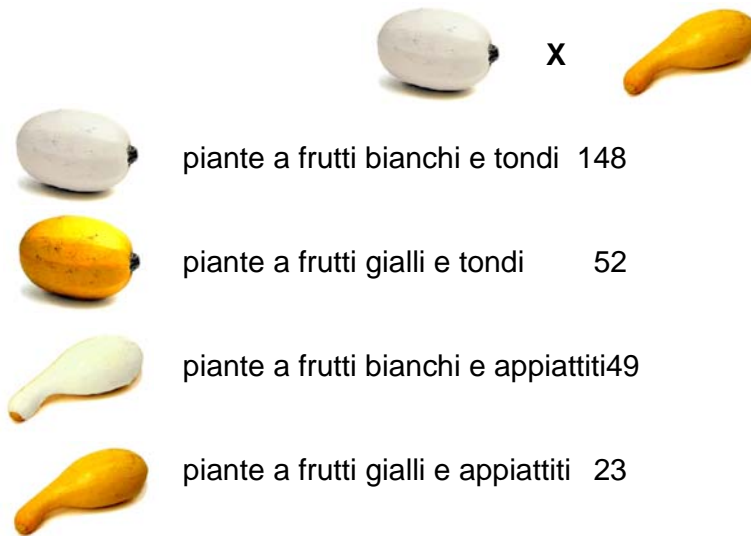 X
piante a frutti bianchi e tondi 148
piante a frutti gialli e tondi 52
piante a frutti bianchi e appiattiti49
piante a frutti gialli e appiattiti 23